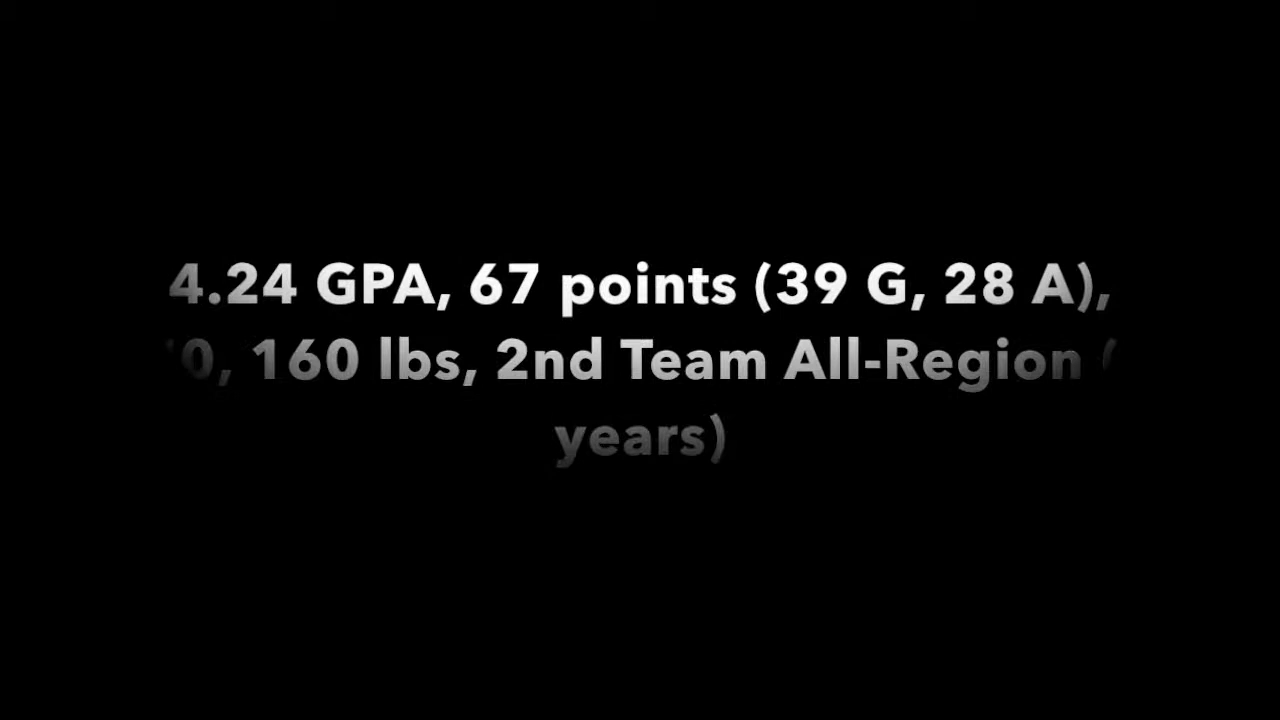 4.24 GPA, 67 points (39 G, 28 A),
160 lbs, 2nd Team All-Region (
years)